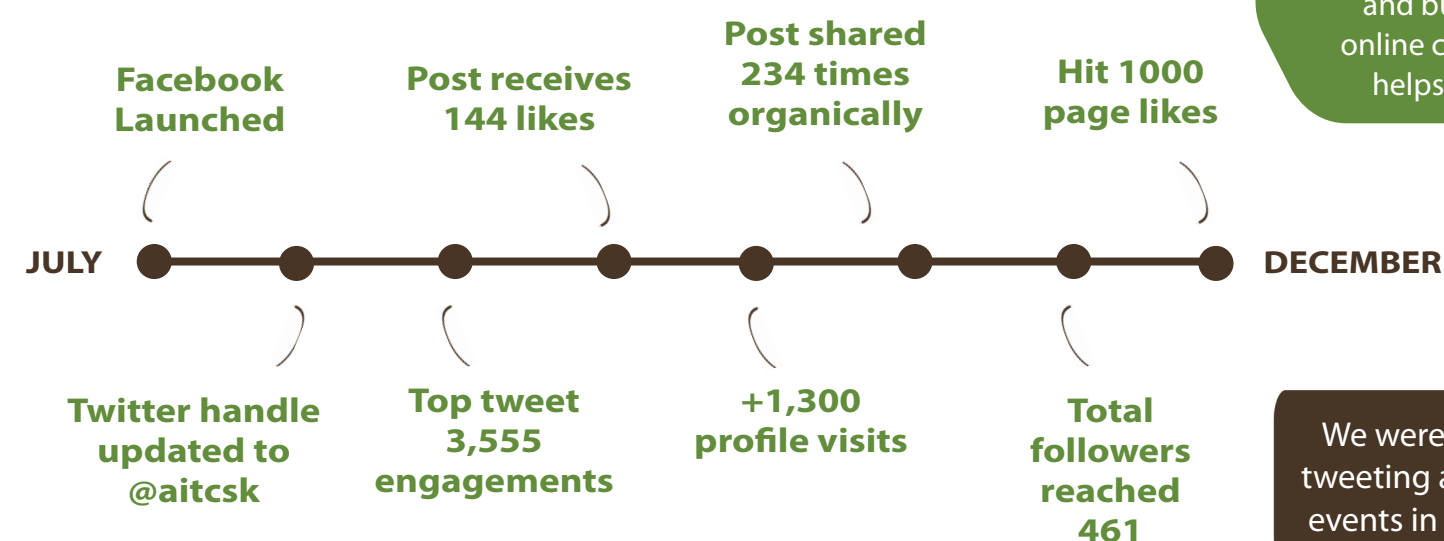 and
online
helps
Facebook
Launched
Post receives
144 likes
Post shared
234 times
organically
Hit 1000
page likes
JULY
DECEMBER
Twitter handle
updated to
@aitcsk
Top tweet
3,555
engagements
+1,300
profile visits
Total
followers
reached
461
We were
tweeting
events in